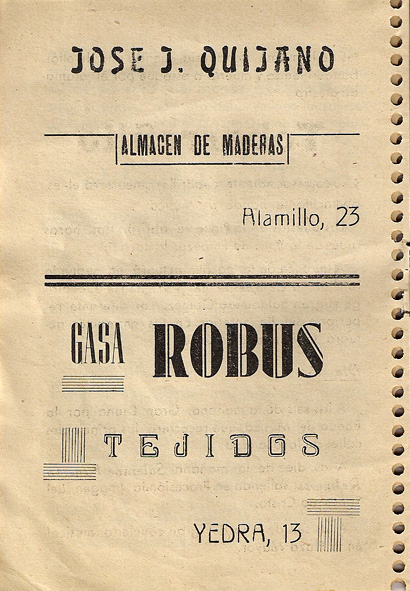 JOSE J. QUIJANO
ALMACEN DE MADERAS
Alamillo, 23
CASA ROBUS
TEJIDOS
YEDRA, 13